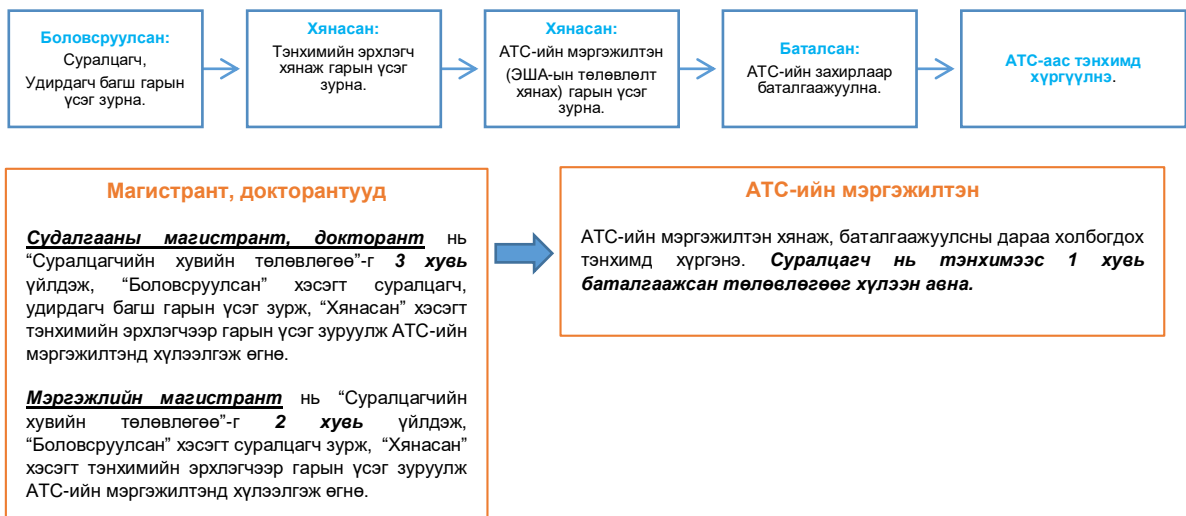 Боловсруулсан:
Суралцагч,
Удирдагч багш гарын
үсэг зурна.
Хянасан:
Тэнхимийн эрхлэгч
хянаж гарын үсэг
зурна.
Хянасан:
АТС-ийн мэргэжилтэн
(ЭША-ын төлөвлөлт
хянах) гарын үсэг
зурна.
Баталсан:
АТС-ийн захирлаар
баталгаажуулна.
АТС-аас тэнхимд
хүргүүлнэ.
Магистрант, докторантууд
Судалгааны магистрант, докторант нь
“Суралцагчийн хувийн төлөвлөгөө”-г 3 хувь
үйлдэж, “Боловсруулсан” хэсэгт суралцагч,
удирдагч багш гарын үсэг зурж, “Хянасан” хэсэгт
тэнхимийн эрхлэгчээр гарын үсэг зуруулж АТС-ийн
мэргэжилтэнд хүлээлгэж өгнө.
Мэргэжлийн магистрант нь “Суралцагчийн
хувийн төлөвлөгөө”-г 2 хувь үйлдэж,
“Боловсруулсан” хэсэгт суралцагч зурж, “Хянасан”
хэсэгт тэнхимийн эрхлэгчээр гарын үсэг зуруулж
АТС-ийн мэргэжилтэнд хүлээлгэж өгнө.
АТС-ийн мэргэжилтэн
АТС-ийн мэргэжилтэн хянаж, баталгаажуулсны дараа холбогдох
тэнхимд хүргэнэ. Суралцагч нь тэнхимээс 1 хувь
баталгаажсан төлөвлөгөөг хүлээн авна.